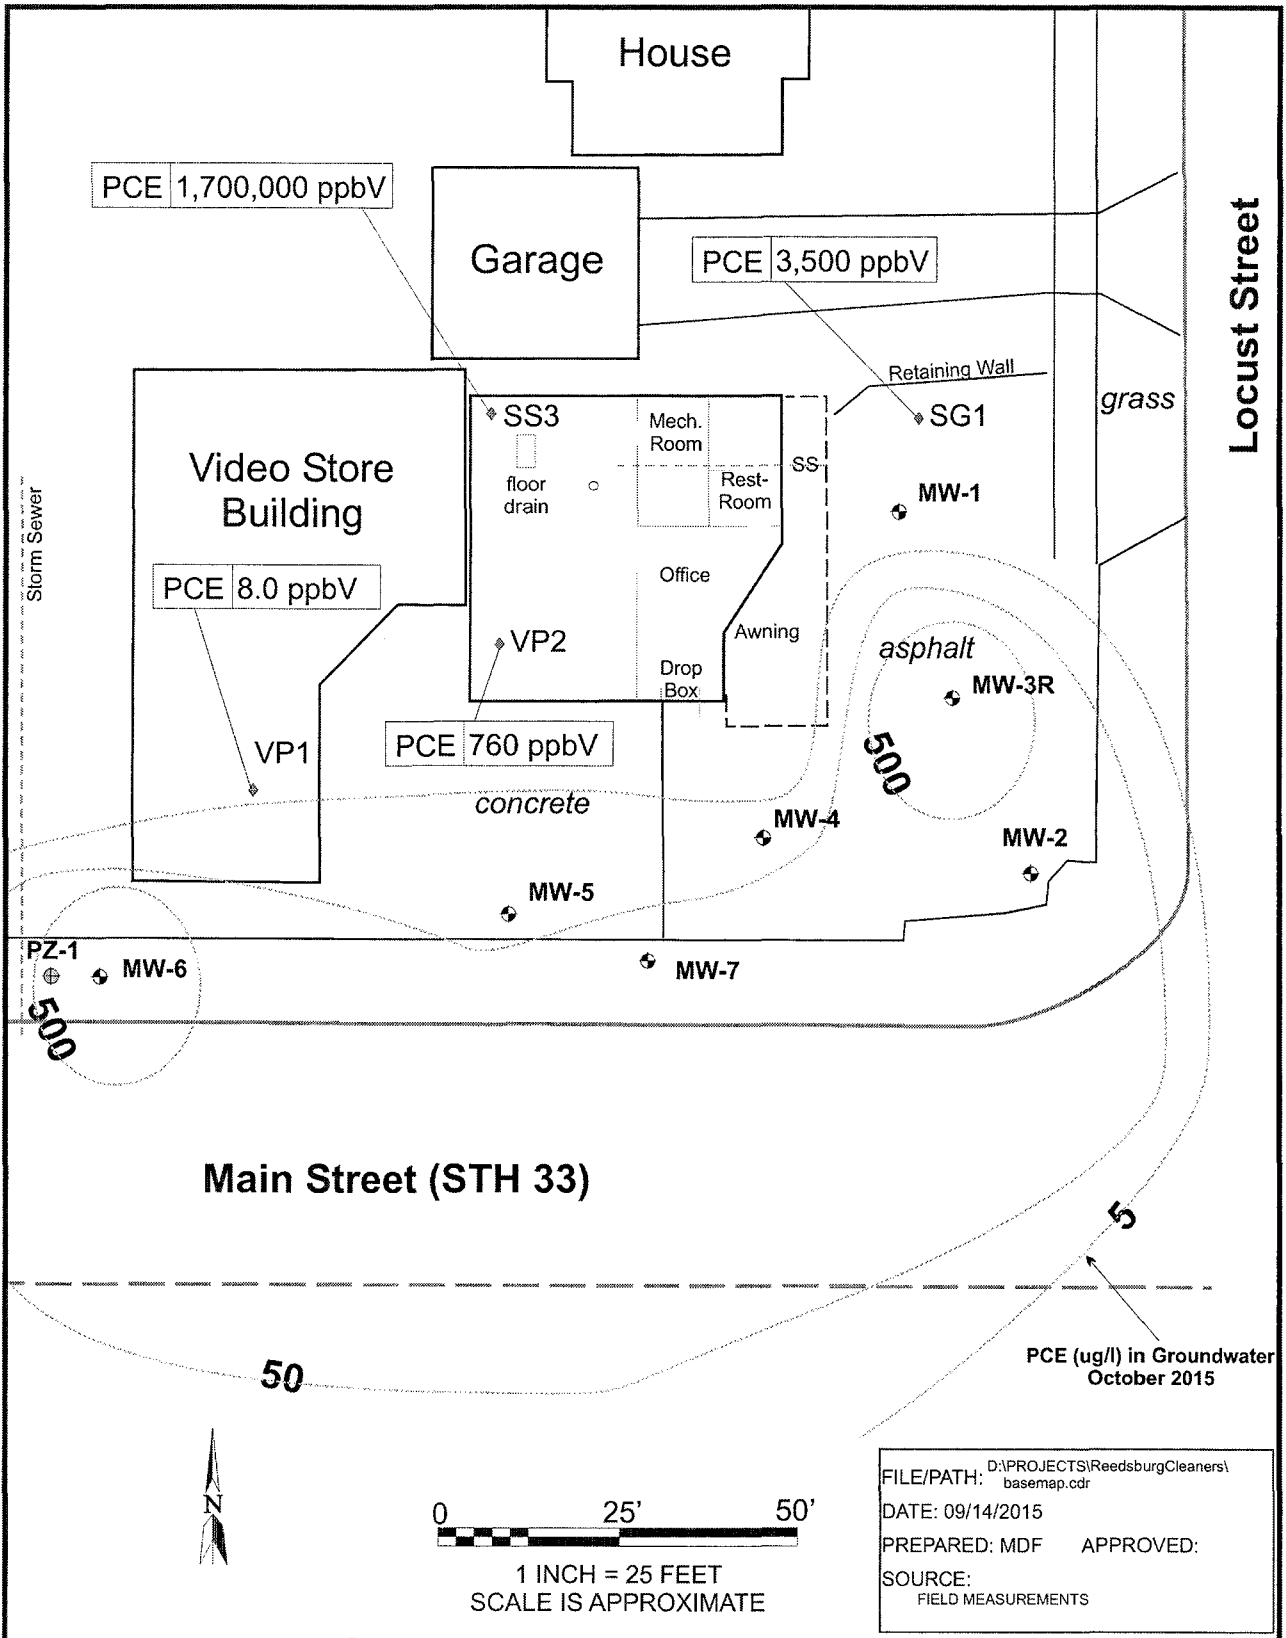 House
PCE 1,700,000 ppbV
Garage
PCE 3,500 ppbV
Locust Street
Retaining Wall
grass
SS3
Mech.
Room
SG1
Video Store
Building
floor
drain
SS
Rest-
Room
MW-1
Storm Sewer
PCE 8.0 ppbV
Office
VP2
Awning
asphalt
Drop
Box
MW-3R
VP1
PCE 760 ppbV
500
concrete
MW-4
MW-2
MW-5
PZ-1
MW-6
MW-7
500
Main Street (STH 33)
5
50
PCE (ug/l) in Groundwater
October 2015
N
0 25' 50'
1 INCH = 25 FEET
SCALE IS APPROXIMATE
FILE/PATH: D:\PROJECTS\ReedsburgCleaners\
basemap.cdr
DATE: 09/14/2015
PREPARED: MDF APPROVED:
SOURCE:
FIELD MEASUREMENTS